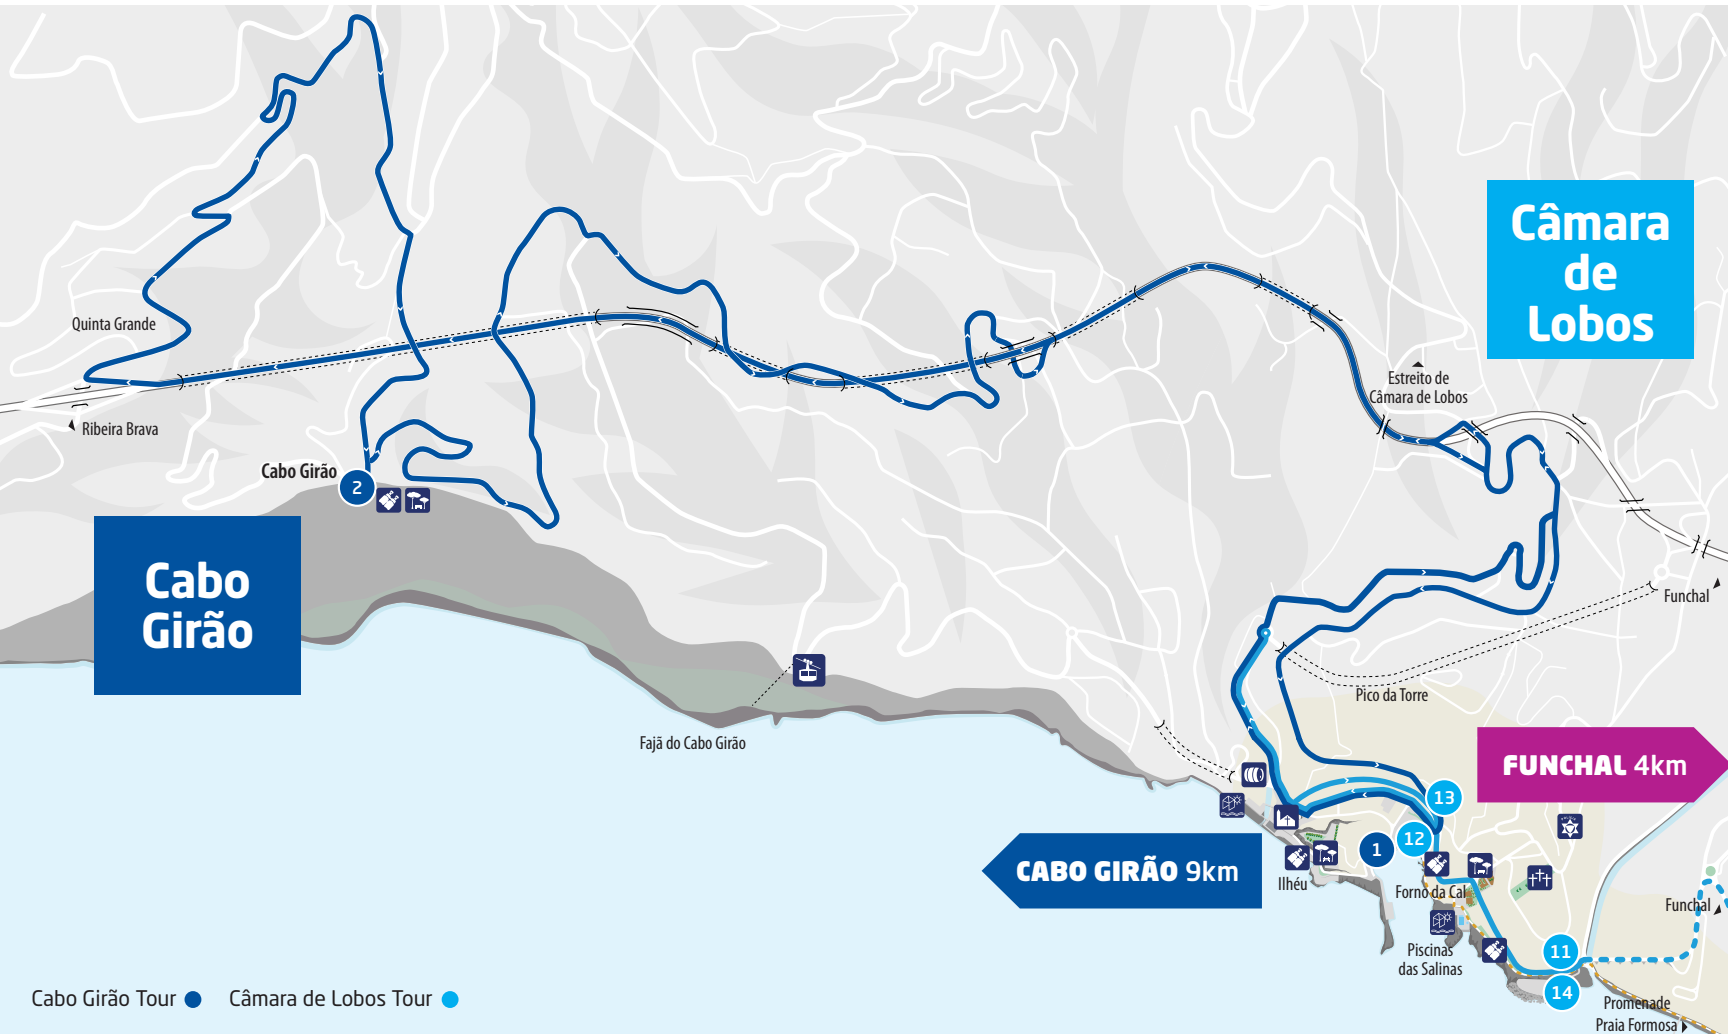 Câmara
de
Lobos
Quinta Grande
Estreito de
Câmara de Lobos
Ribeira Brava
Cabo Girão
2
Cabo
Girão
Funchal
Pico da Torre
Fajã do Cabo Girão
FUNCHAL 4km
13
12
1
CABO GIRÃO 9km
Ilhéu
Forno da Cal
Funchal
Piscinas
das Salinas
11
14
Cabo Girão Tour
Câmara de Lobos Tour
Promenade
Praia Formosa